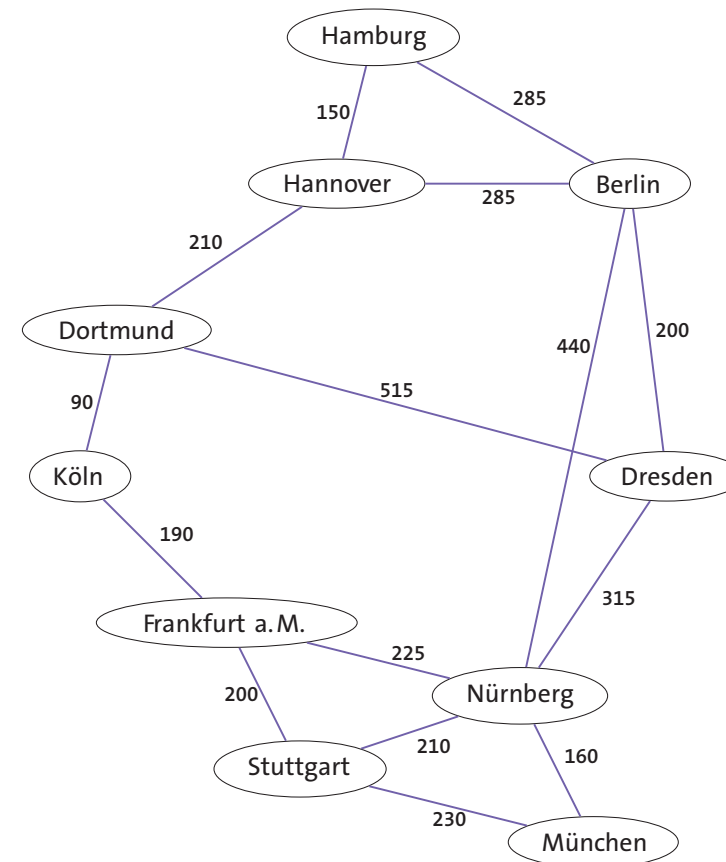 Hamburg
150
285
Hannover
285
Berlin
210
Dortmund
440
200
515
90
Köln
Dresden
190
315
Frankfurt a.M.
225
200
Nürnberg
210
160
Stuttgart
230
München